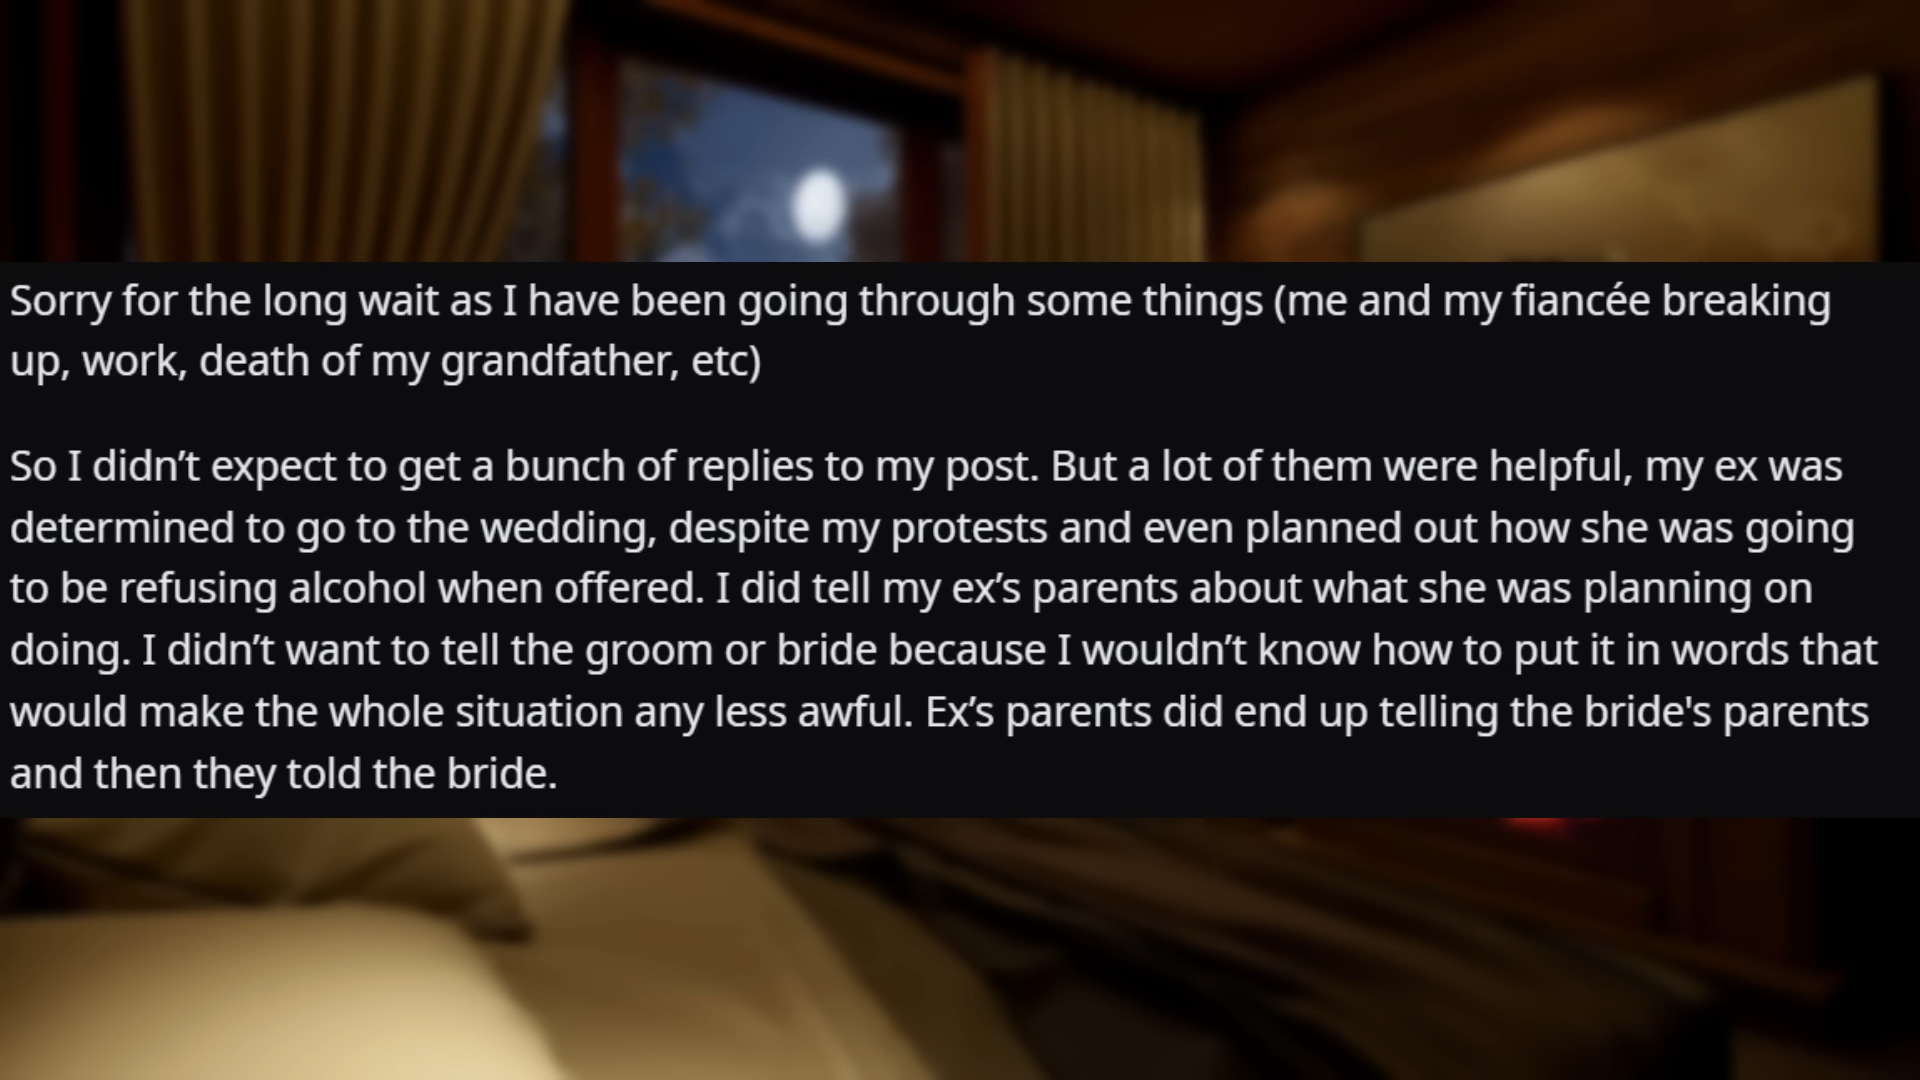 Sorry for the long wait as I have been going through some things (me and my fiancée breaking
up, work, death of my grandfather, etc)
So I didn’t expect to get a bunch of replies to my post. But a lot of them were helpful, my ex was
determined to go to the wedding, despite my protests and even planned out how she was going
to be refusing alcohol when offered. I did tell my ex’s parents about what she was planning on
doing. I didn’t want to tell the groom or bride because I wouldn’t know how to put it in words that
would make the whole situation any less awful. Ex’s parents did end up telling the bride's parents
and then they told the bride.